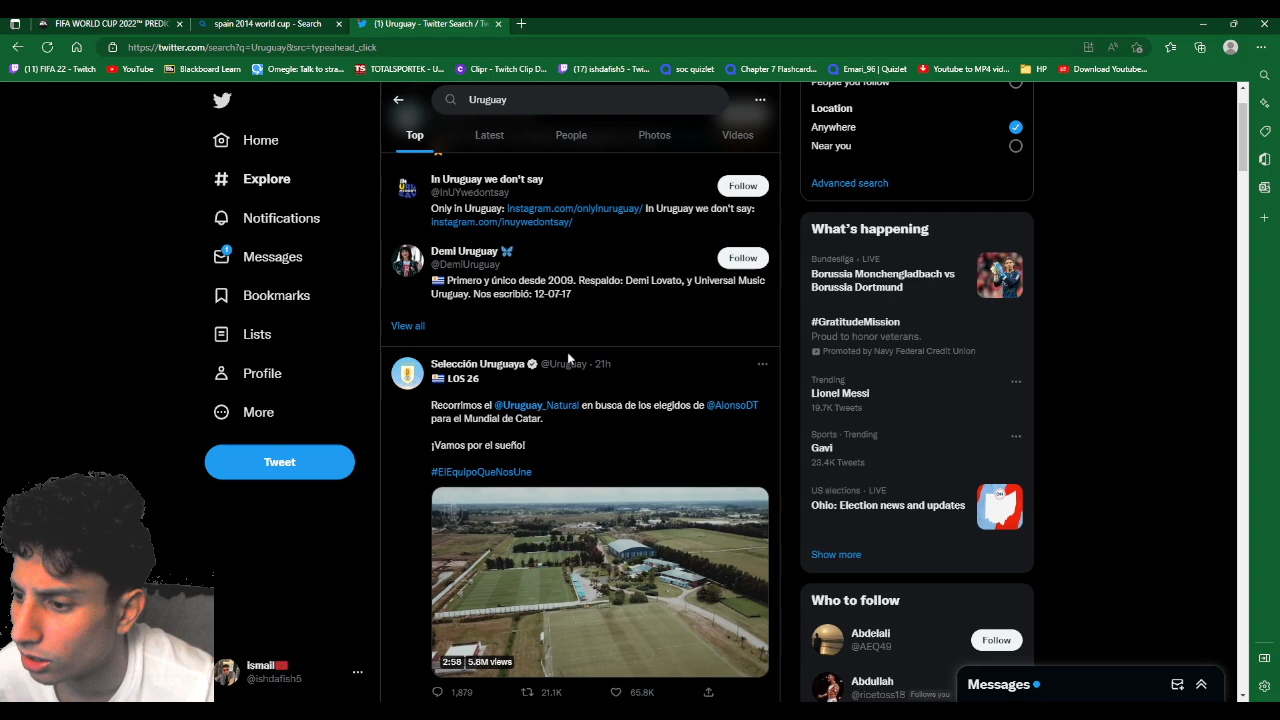 FIFA WORLD CUP 2022™ PREDIC
spain 2014 world cup - Search
(1) Uruguay - Twitter Search / Tw
https://twitter.com/search?q=Uruguay&src=typeahead_click
(11) FIFA 22 - Twitch
YouTube
Blackboard Learn
Omegle: Talk to stra...
TOTALSPORTEK - U...
Clipr - Twitch Clip D...
(17) ishdafish5 - Twi...
soc quizlet
Chapter 7 Flashcard...
Emari_96 | Quizlet
Youtube to MP4 vid...
HP
Download Youtube...
Home
Explore
Notifications
1
Messages
Bookmarks
Lists
Profile
More
Tweet
ismail
@ishdafish5
Uruguay
Top
Latest
People
Photos
Videos
In Uruguay we don't say
@InUYwedontsay
Follow
Only in Uruguay: instagram.com/onlyinuruguay/ In Uruguay we don't say:
instagram.com/inuywedontsay/
Demi Uruguay
@DemiUruguay
Follow
Primero y único desde 2009. Respaldo: Demi Lovato, y Universal Music
Uruguay. Nos escribió: 12-07-17
View all
Selección Uruguaya @Uruguay · 21h
LOS 26
Recorrimos el @Uruguay_Natural en busca de los elegidos de @AlonsoDT
para el Mundial de Catar.
¡Vamos por el sueño!
#ElEquipoQueNosUne
2:58 | 5.8M views
1,879
21.1K
65.8K
People you follow
Location
Anywhere
Near you
Advanced search
What's happening
Bundesliga · LIVE
Borussia Monchengladbach vs
Borussia Dortmund
#GratitudeMission
Proud to honor veterans.
Promoted by Navy Federal Credit Union
Trending
Lionel Messi
19.7K Tweets
Sports · Trending
Gavi
23.4K Tweets
US elections · LIVE
Ohio: Election news and updates
OH
Show more
Who to follow
Abdelali
@AEQ49
Follow
Abdullah
@ricetoss18 Follows you
Messages